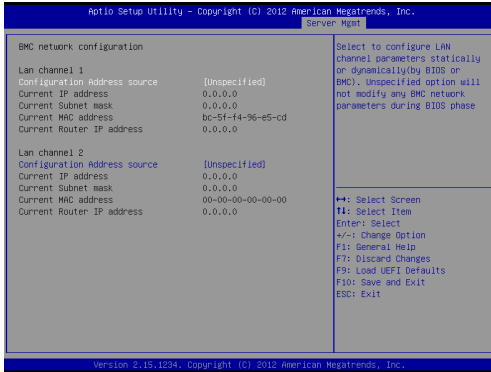 Aptio Setup Utility – Copyright (C) 2012 American Megatrends, Inc.
Server Mgmt
BMC network configuration
Lan channel 1
Configuration Address source [Unspecified]
Current IP address 0.0.0.0
Current Subnet mask 0.0.0.0
Current MAC address bc-5f-f4-96-e5-cd
Current Router IP address 0.0.0.0
Lan channel 2
Configuration Address source [Unspecified]
Current IP address 0.0.0.0
Current Subnet mask 0.0.0.0
Current MAC address 00-00-00-00-00-00
Current Router IP address 0.0.0.0
Select to configure LAN
channel parameters statically
or dynamically(by BIOS or
BMC). Unspecified option will
not modify any BMC network
parameters during BIOS phase
↔: Select Screen
↑↓: Select Item
Enter: Select
+/-: Change Option
F1: General Help
F7: Discard Changes
F9: Load UEFI Defaults
F10: Save and Exit
ESC: Exit
Version 2.15.1234. Copyright (C) 2012 American Megatrends, Inc.